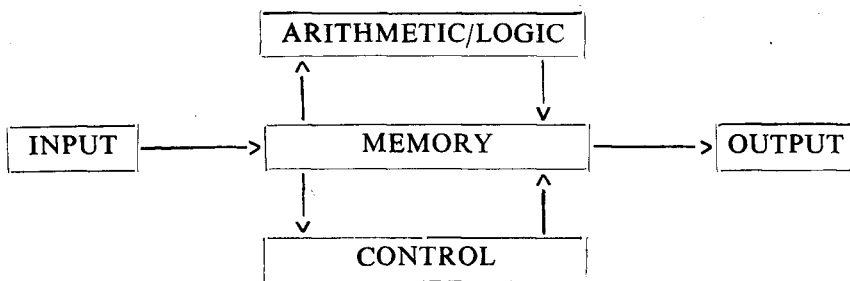 ARITHMETIC/LOGIC
INPUT
MEMORY
OUTPUT
CONTROL